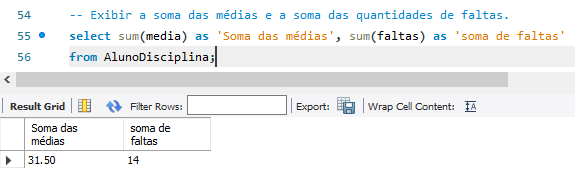 54 -- Exibir a soma das médias e a soma das quantidades de faltas.
55 select sum(media) as 'Soma das médias', sum(faltas) as 'soma de faltas'
56 from AlunoDisciplina;
Result Grid Filter Rows: Export: Wrap Cell Content: IA
Soma das médias soma de faltas
31.50 14